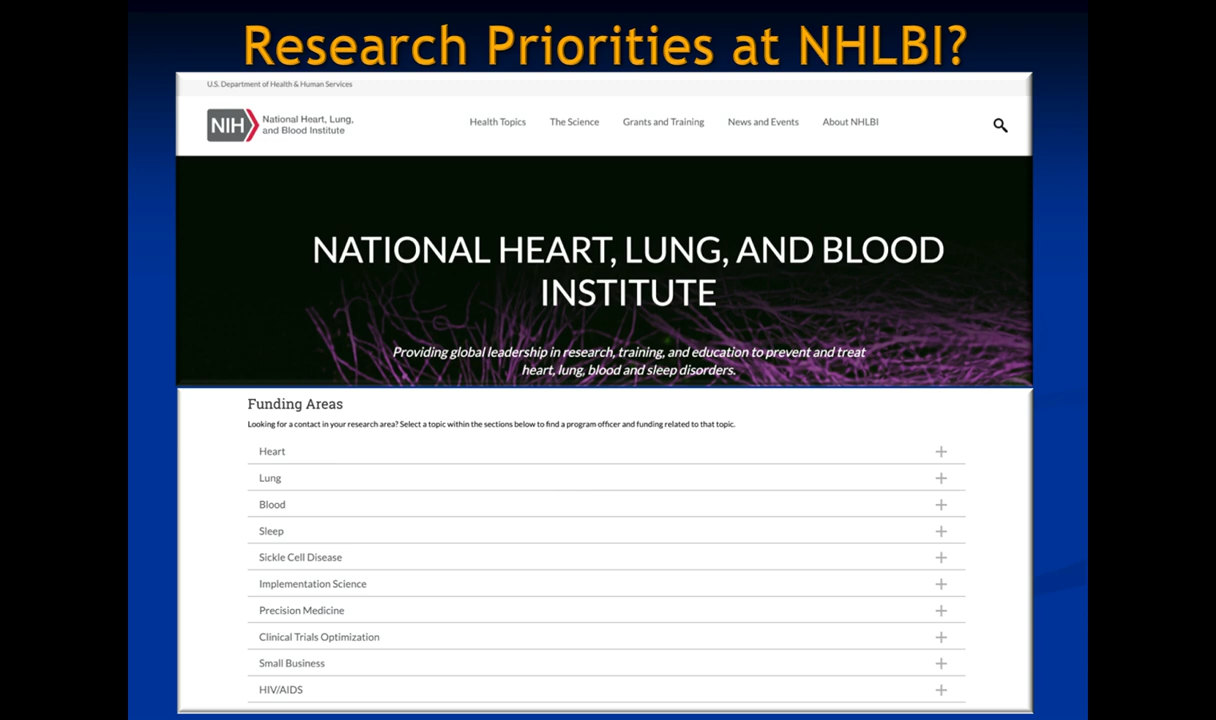 Research Priorities at NHLBI?
U.S. Department of Health & Human Services
NIH
National Heart, Lung,
and Blood Institute
Health Topics
The Science
Grants and Training
News and Events
About NHLBI
NATIONAL HEART, LUNG, AND BLOOD
INSTITUTE
Providing global leadership in research, training, and education to prevent and treat
heart, lung, blood and sleep disorders.
Funding Areas
Looking for a contact in your research area? Select a topic within the sections below to find a program officer and funding related to that topic.
Heart
Lung
Blood
Sleep
Sickle Cell Disease
Implementation Science
Precision Medicine
Clinical Trials Optimization
Small Business
HIV/AIDS